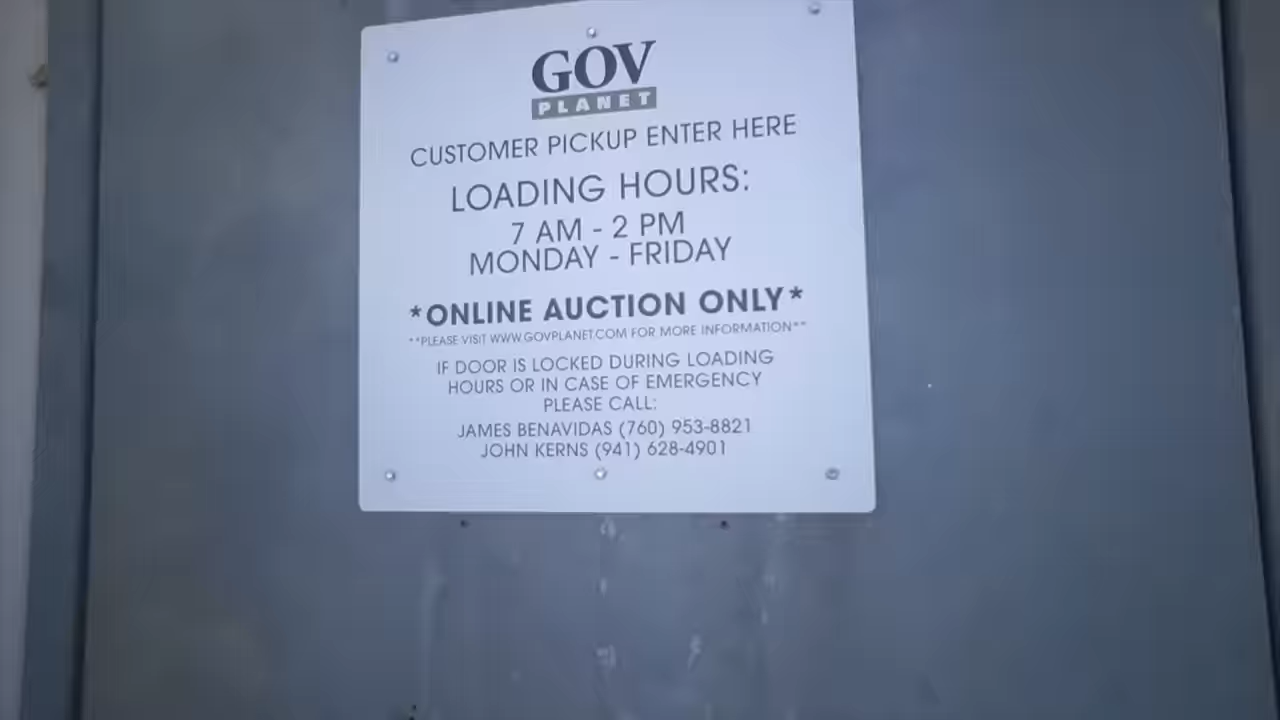 GOV
PLANET
CUSTOMER PICKUP ENTER HERE
LOADING HOURS:
7 AM - 2 PM
MONDAY - FRIDAY
*ONLINE AUCTION ONLY*
**PLEASE VISIT WWW.GOVPLANET.COM FOR MORE INFORMATION**
IF DOOR IS LOCKED DURING LOADING
HOURS OR IN CASE OF EMERGENCY
PLEASE CALL:
JAMES BENAVIDAS (760) 953-8821
JOHN KERNS (941) 628-4901